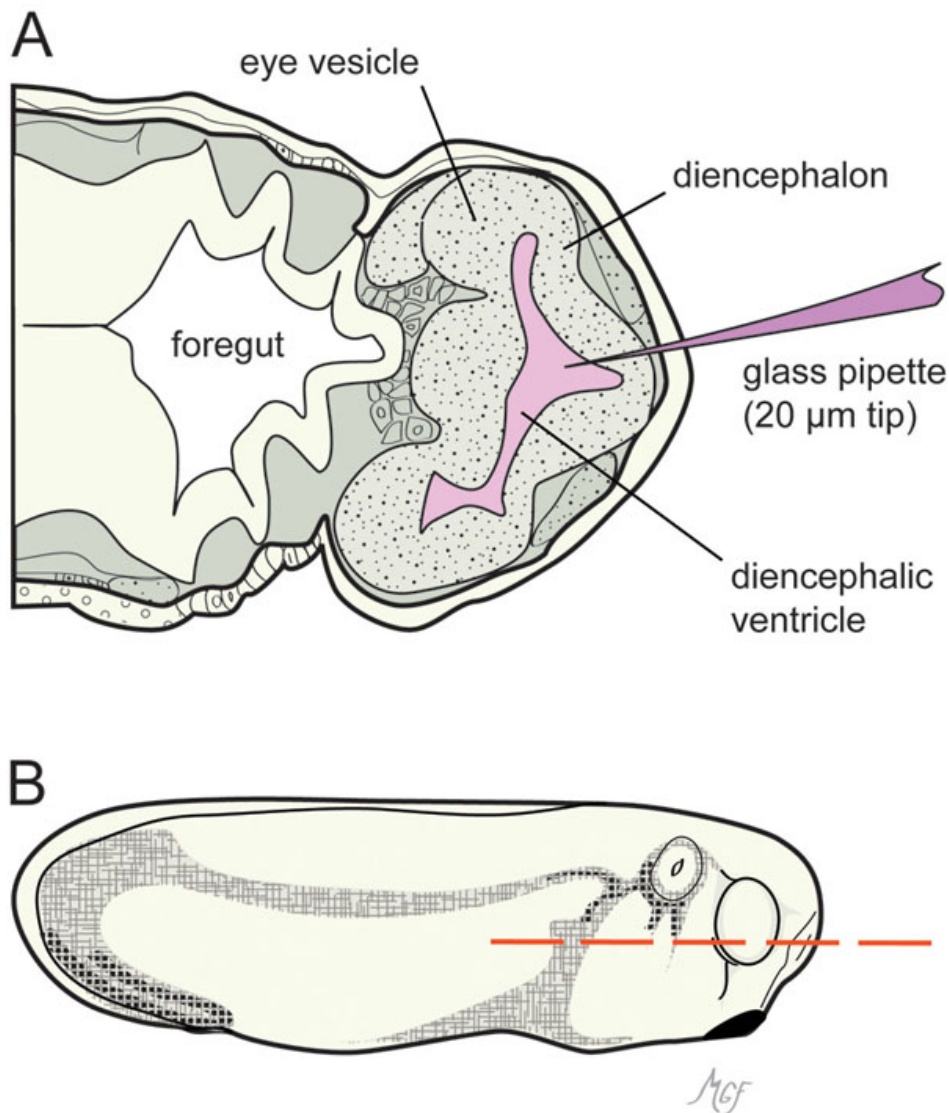 A
eye vesicle
diencephalon
foregut
glass pipette
(20 µm tip)
diencephalic
ventricle
B
MGF